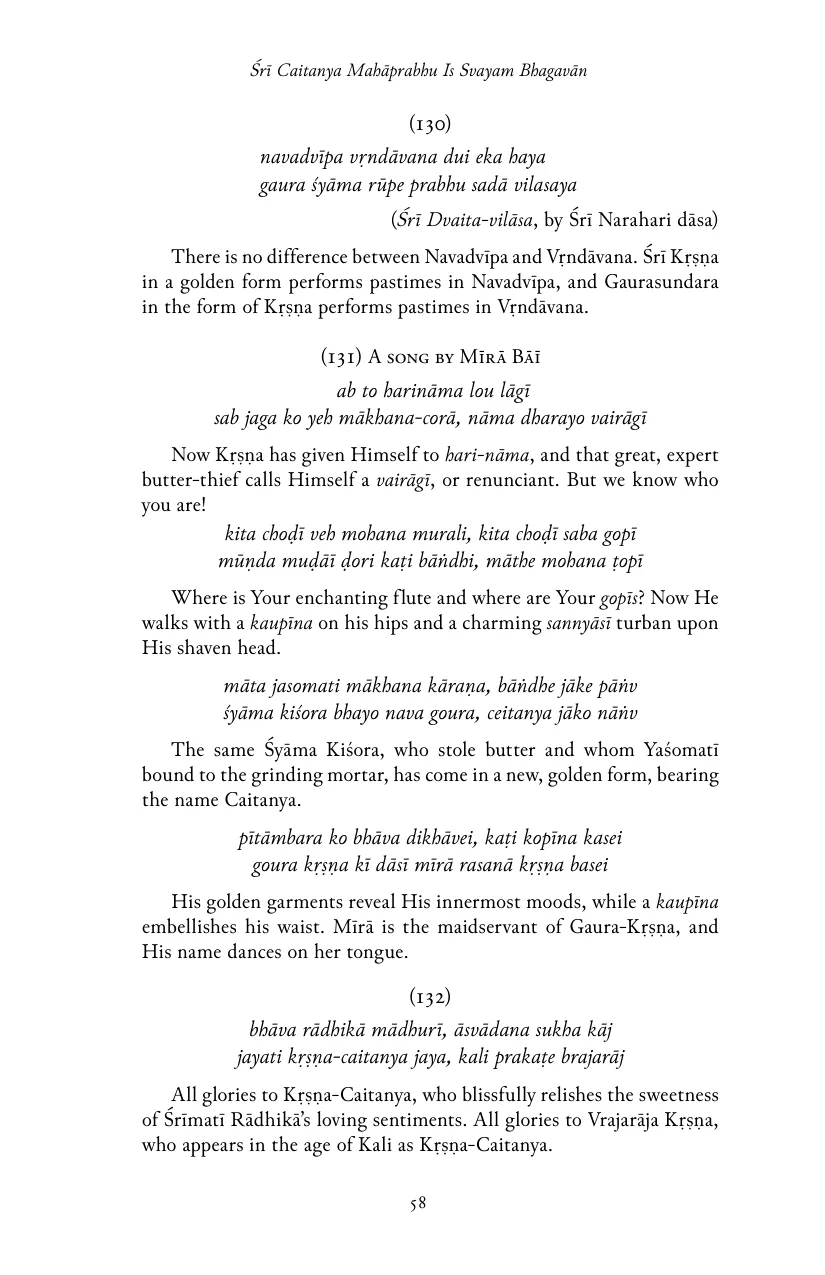 Śrī Caitanya Mahāprabhu Is Svayam Bhagavān
(130)
navadvīpa vṛndāvana dui eka haya
gaura śyāma rūpe prabhu sadā vilasaya
(Śrī Dvaita-vilāsa, by Śrī Narahari dāsa)
There is no difference between Navadvīpa and Vṛndāvana. Śrī Kṛṣṇa
in a golden form performs pastimes in Navadvīpa, and Gaurasundara
in the form of Kṛṣṇa performs pastimes in Vṛndāvana.
(131) A song by Mīrā Bāī
ab to harināma lou lāgī
sab jaga ko yeh mākhana-corā, nāma dharayo vairāgī
Now Kṛṣṇa has given Himself to hari-nāma, and that great, expert
butter-thief calls Himself a vairāgī, or renunciant. But we know who
you are!
kita choḍī veh mohana murali, kita choḍī saba gopī
mūṇda muḍāī ḍori kaṭi bāṅdhi, māthe mohana ṭopī
Where is Your enchanting flute and where are Your gopīs? Now He
walks with a kaupīna on his hips and a charming sannyāsī turban upon
His shaven head.
māta jasomati mākhana kāraṇa, bāṅdhe jāke pāṅv
śyāma kiśora bhayo nava goura, ceitanya jāko nāṅv
The same Śyāma Kiśora, who stole butter and whom Yaśomatī
bound to the grinding mortar, has come in a new, golden form, bearing
the name Caitanya.
pītāmbara ko bhāva dikhāvei, kaṭi kopīna kasei
goura kṛṣṇa kī dāsī mīrā rasanā kṛṣṇa basei
His golden garments reveal His innermost moods, while a kaupīna
embellishes his waist. Mīrā is the maidservant of Gaura-Kṛṣṇa, and
His name dances on her tongue.
(132)
bhāva rādhikā mādhurī, āsvādana sukha kāj
jayati kṛṣṇa-caitanya jaya, kali prakaṭe brajarāj
All glories to Kṛṣṇa-Caitanya, who blissfully relishes the sweetness
of Śrīmatī Rādhikā’s loving sentiments. All glories to Vrajarāja Kṛṣṇa,
who appears in the age of Kali as Kṛṣṇa-Caitanya.
58